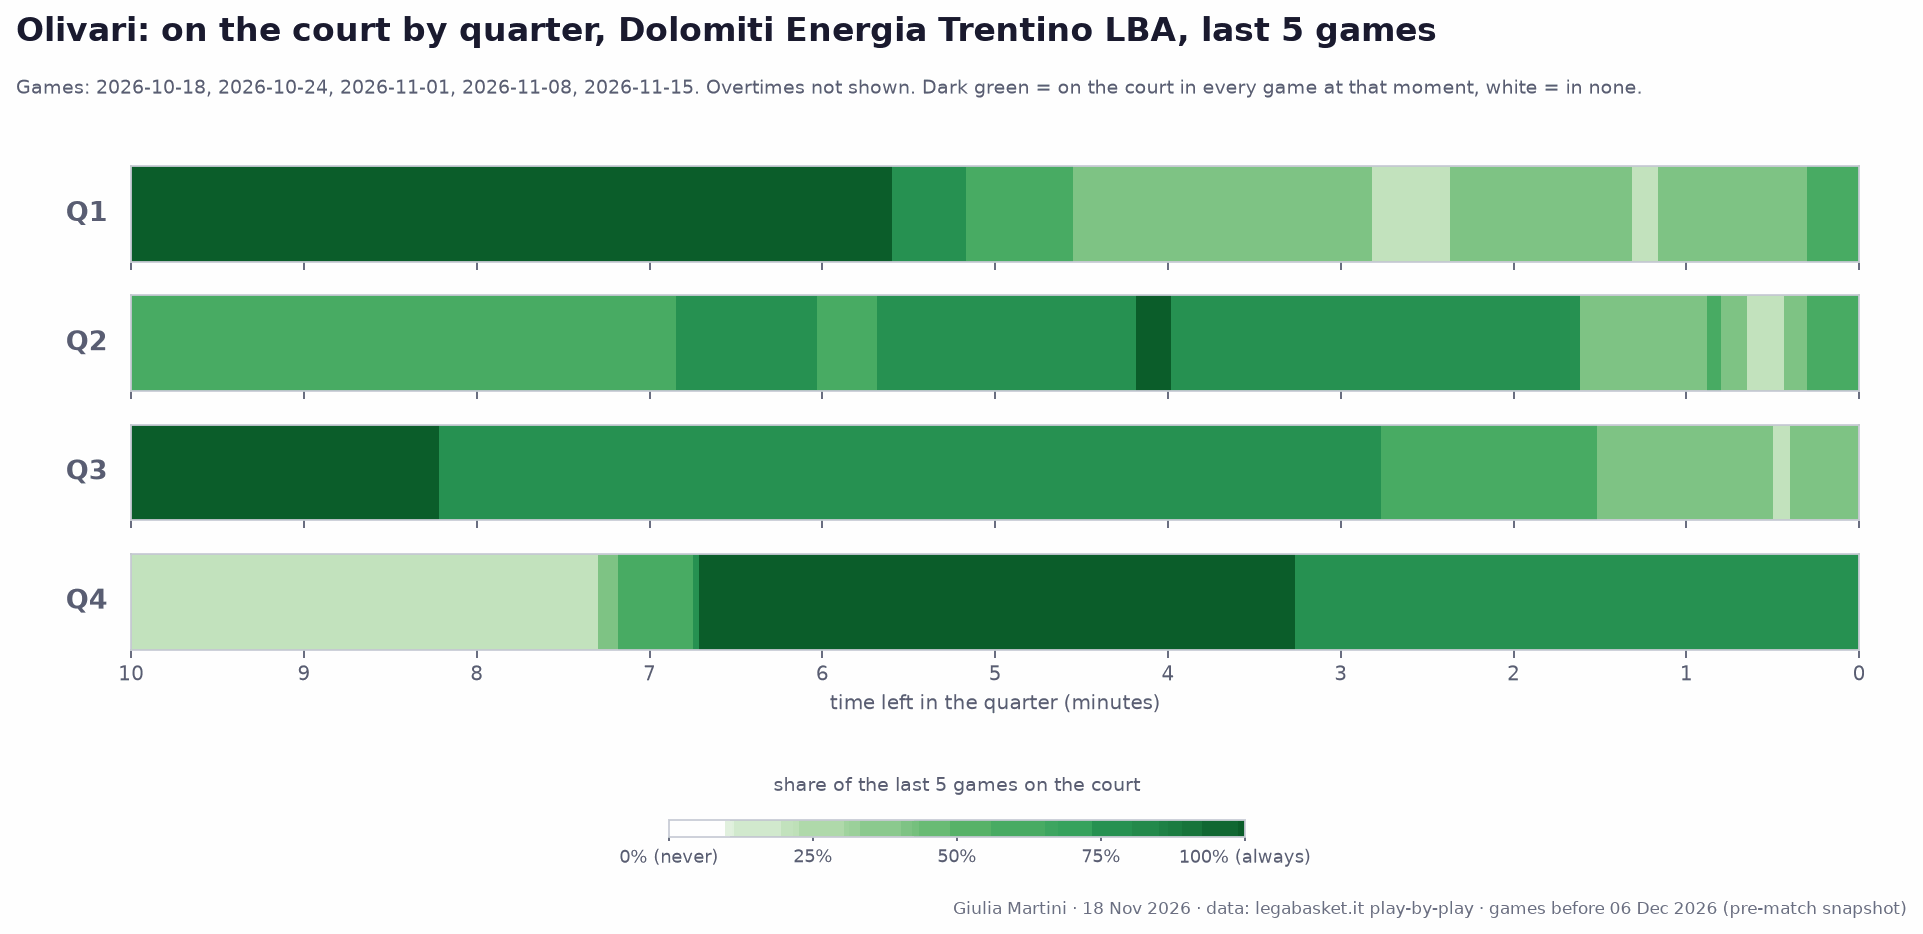 Olivari: on the court by quarter, Dolomiti Energia Trentino LBA, last 5 games
Games: 2026-10-18, 2026-10-24, 2026-11-01, 2026-11-08, 2026-11-15. Overtimes not shown. Dark green = on the court in every game at that moment, white = in none.
Q1
Q2
Q3
Q4
10 9 8 7 6 5 4 3 2 1 0
time left in the quarter (minutes)
share of the last 5 games on the court
0% (never) 25% 50% 75% 100% (always)
Giulia Martini · 18 Nov 2026 · data: legabasket.it play-by-play · games before 06 Dec 2026 (pre-match snapshot)